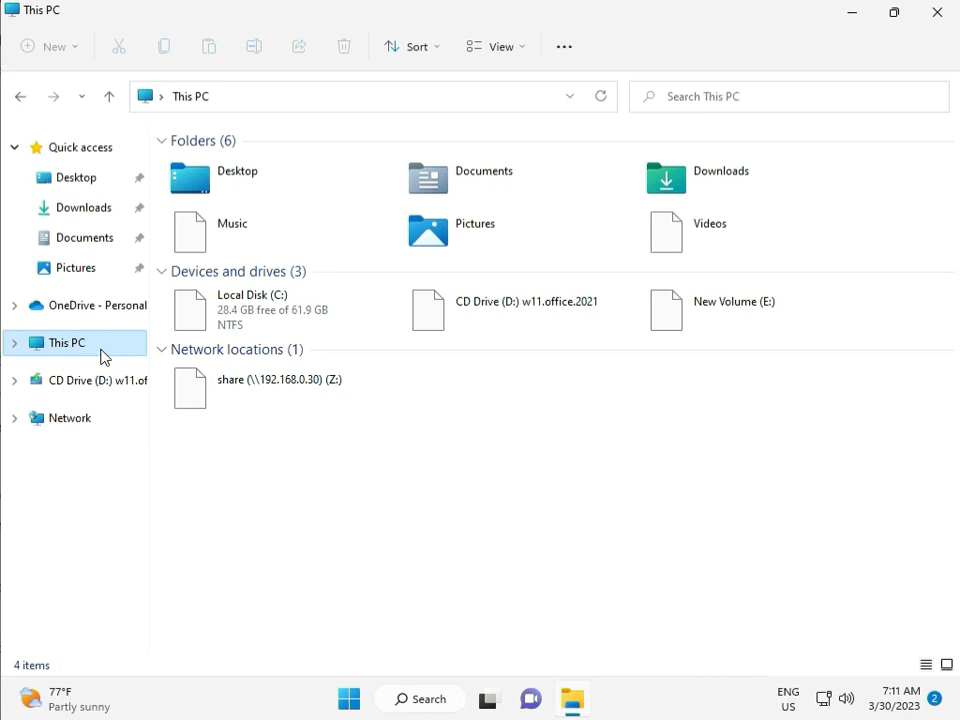 This PC
New
Sort
View
This PC
Search This PC
Quick access
Desktop
Downloads
Documents
Pictures
OneDrive - Personal
This PC
CD Drive (D:) w11.of
Network
Folders (6)
Desktop
Documents
Downloads
Music
Pictures
Videos
Devices and drives (3)
Local Disk (C:)
28.4 GB free of 61.9 GB
NTFS
CD Drive (D:) w11.office.2021
New Volume (E:)
Network locations (1)
share (\\192.168.0.30) (Z:)
4 items
77°F
Partly sunny
Search
ENG
US
7:11 AM
3/30/2023
2